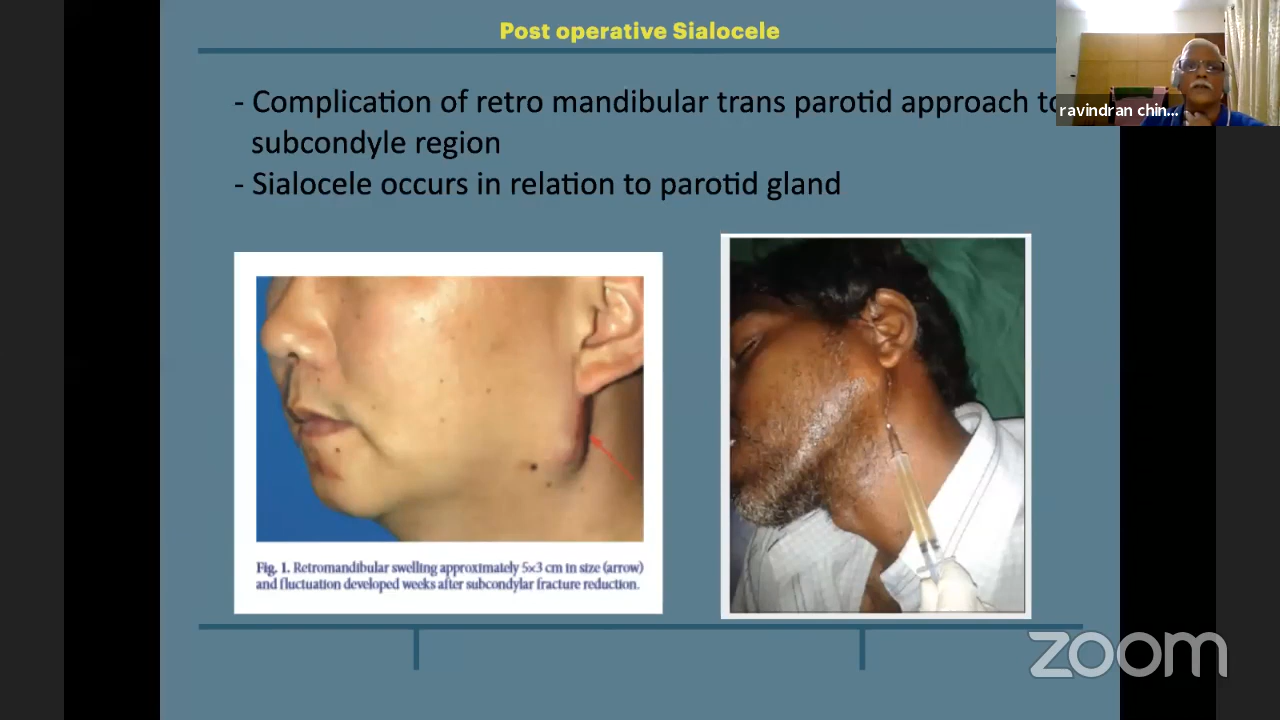 Post operative Sialocele
- Complication of retro mandibular trans parotid approach to
subcondyle region
- Sialocele occurs in relation to parotid gland
ravindran chin...
Fig. 1. Retromandibular swelling approximately 5×3 cm in size (arrow)
and fluctuation developed weeks after subcondylar fracture reduction.
zoom